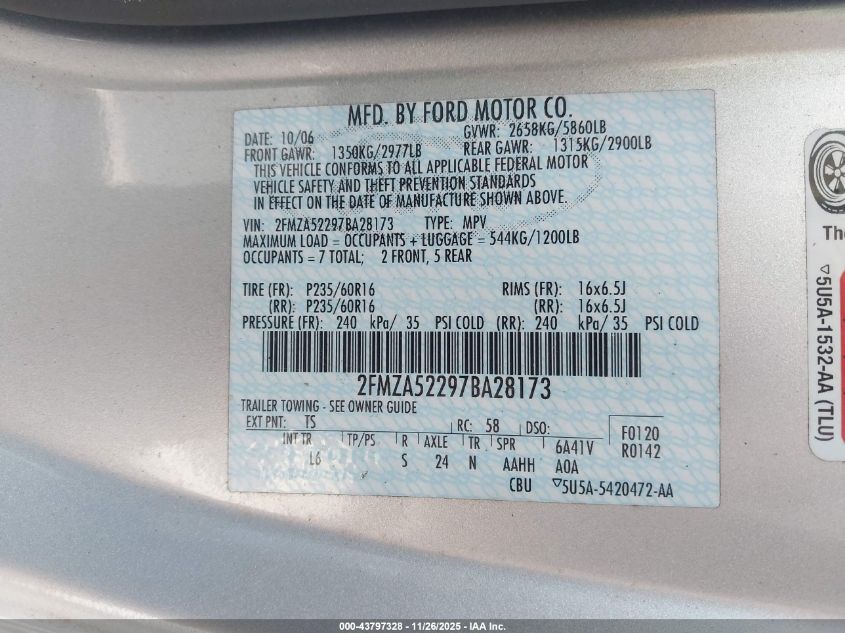 MFD. BY FORD MOTOR CO.
DATE: 10/06 GVWR: 2658KG/5860LB
FRONT GAWR: 1350KG/2977LB REAR GAWR: 1315KG/2900LB
THIS VEHICLE CONFORMS TO ALL APPLICABLE FEDERAL MOTOR
VEHICLE SAFETY AND THEFT PREVENTION STANDARDS
IN EFFECT ON THE DATE OF MANUFACTURE SHOWN ABOVE.
VIN: 2FMZA52297BA28173 TYPE: MPV
MAXIMUM LOAD = OCCUPANTS + LUGGAGE = 544KG/1200LB
OCCUPANTS = 7 TOTAL; 2 FRONT, 5 REAR
TIRE (FR): P235/60R16 RIMS (FR): 16x6.5J
(RR): P235/60R16 (RR): 16x6.5J
PRESSURE (FR): 240 kPa/ 35 PSI COLD (RR): 240 kPa/ 35 PSI COLD
2FMZA52297BA28173
TRAILER TOWING - SEE OWNER GUIDE
EXT PNT: TS RC: 58 DSO: F0120
INT TR TP/PS R AXLE TR SPR 6A41V R0142
L6 S 24 N AAHH A0A
CBU ▽5U5A-5420472-AA
The
▽5U5A-1532-AA (TLU)
000-43797328 - 11/26/2025 - IAA Inc.